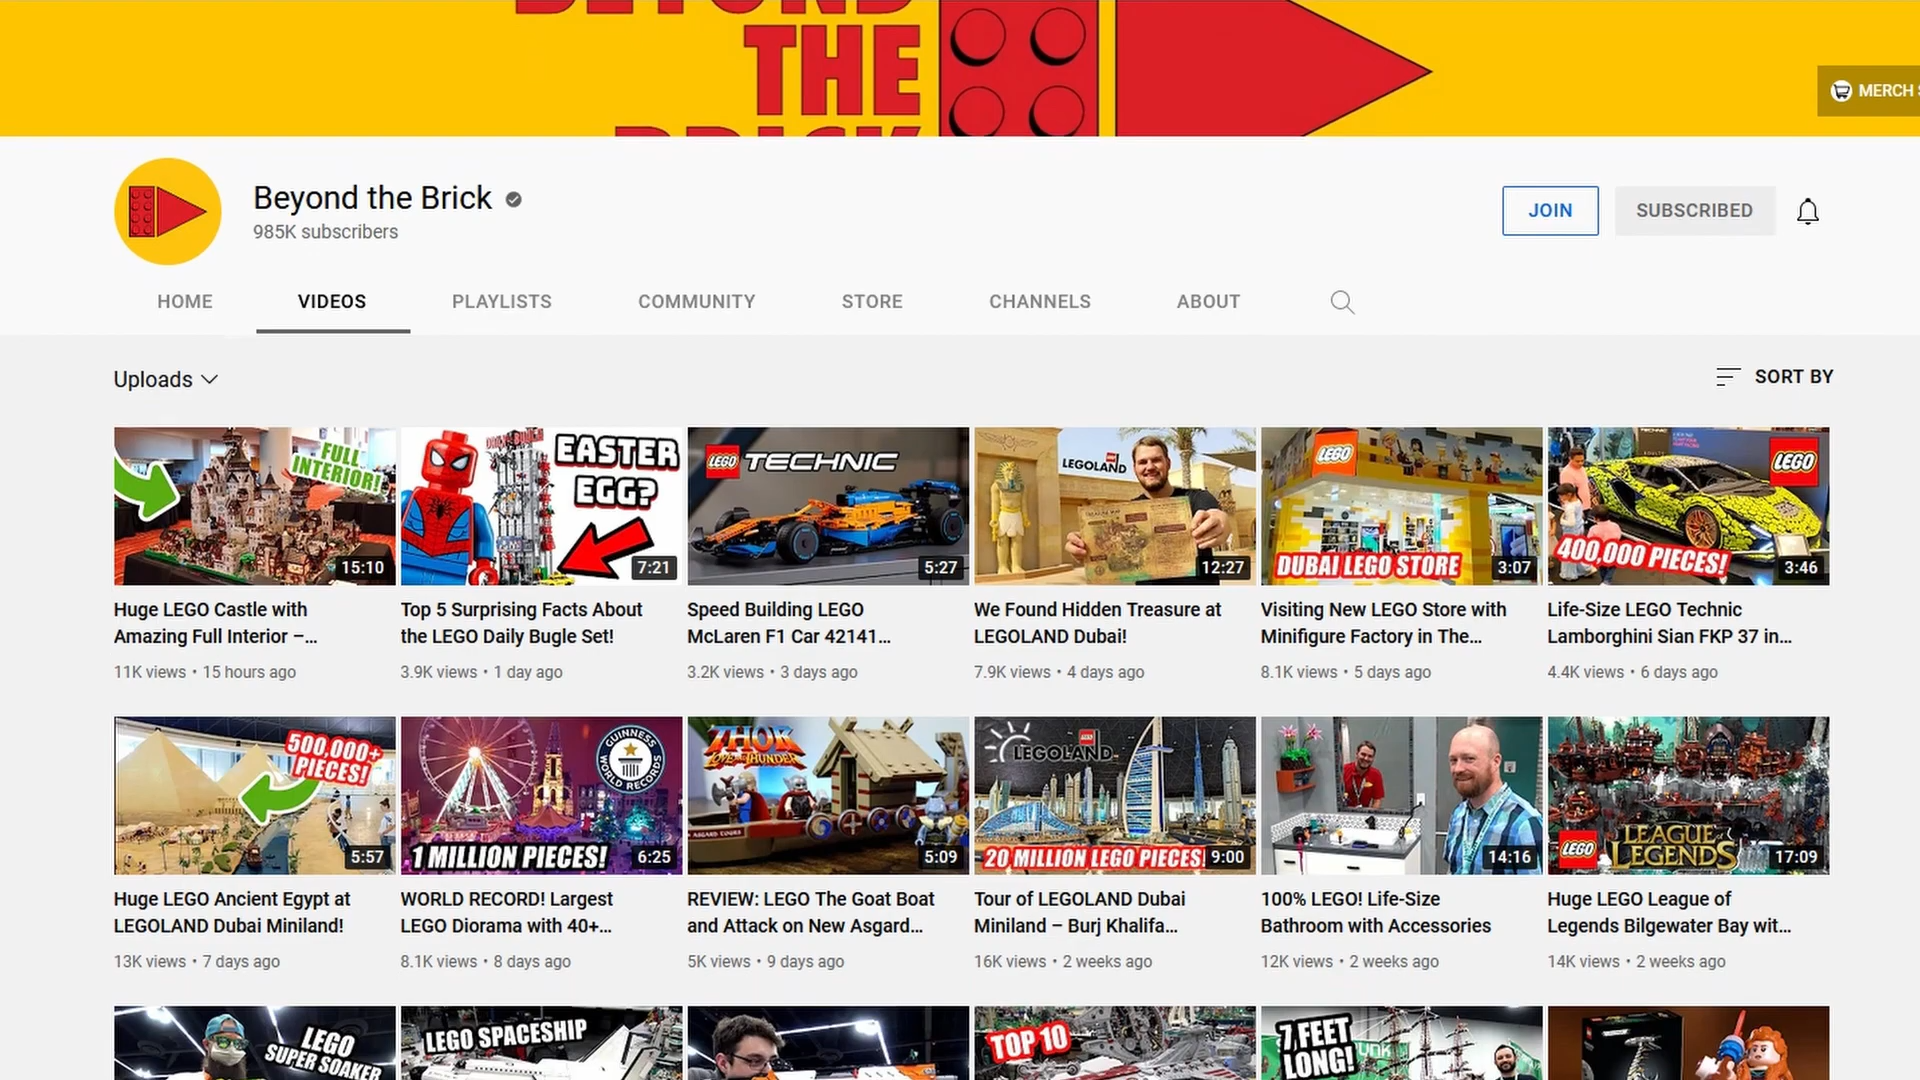 BEYOND
THE
BRICK
MERCH
Beyond the Brick
985K subscribers
JOIN
SUBSCRIBED
HOME
VIDEOS
PLAYLISTS
COMMUNITY
STORE
CHANNELS
ABOUT
Uploads
SORT BY
FULL
INTERIOR!
15:10
EASTER
EGG?
7:21
LEGO TECHNIC
5:27
LEGO
LEGOLAND
12:27
LEGO
DUBAI LEGO STORE
3:07
LEGO
400,000 PIECES!
3:46
Huge LEGO Castle with
Amazing Full Interior –...
11K views • 15 hours ago
Top 5 Surprising Facts About
the LEGO Daily Bugle Set!
3.9K views • 1 day ago
Speed Building LEGO
McLaren F1 Car 42141...
3.2K views • 3 days ago
We Found Hidden Treasure at
LEGOLAND Dubai!
7.9K views • 4 days ago
Visiting New LEGO Store with
Minifigure Factory in The...
8.1K views • 5 days ago
Life-Size LEGO Technic
Lamborghini Sian FKP 37 in...
4.4K views • 6 days ago
500,000+
PIECES!
5:57
GUINNESS
WORLD RECORDS
1 MILLION PIECES!
6:25
THOR
LOVE AND THUNDER
ASGARD TOURS
5:09
LEGO
LEGOLAND
20 MILLION LEGO PIECES!
9:00
14:16
LEGO
LEAGUE
LEGENDS
17:09
Huge LEGO Ancient Egypt at
LEGOLAND Dubai Miniland!
13K views • 7 days ago
WORLD RECORD! Largest
LEGO Diorama with 40+...
8.1K views • 8 days ago
REVIEW: LEGO The Goat Boat
and Attack on New Asgard...
5K views • 9 days ago
Tour of LEGOLAND Dubai
Miniland – Burj Khalifa...
16K views • 2 weeks ago
100% LEGO! Life-Size
Bathroom with Accessories
12K views • 2 weeks ago
Huge LEGO League of
Legends Bilgewater Bay wit...
14K views • 2 weeks ago
LEGO
SUPER SOAKER
LEGO SPACESHIP
TOP 10
7 FEET
LONG!